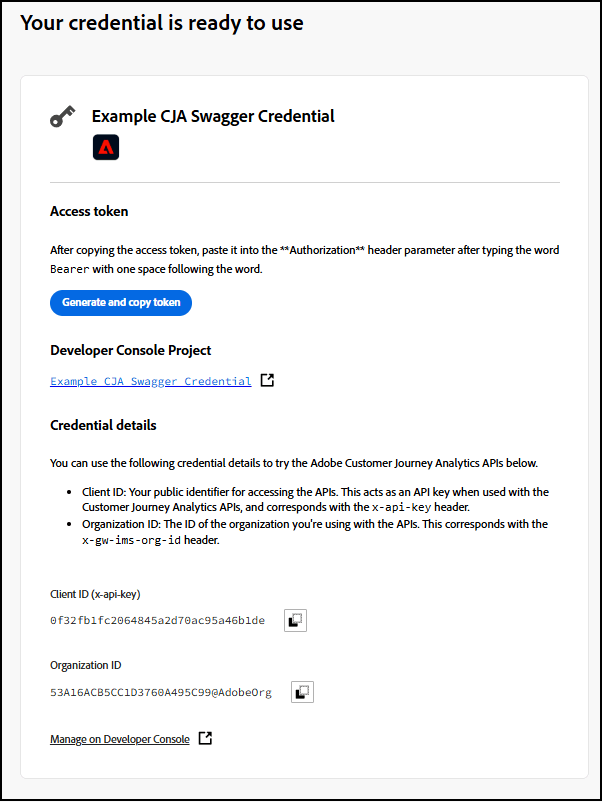 Your credential is ready to use
Example CJA Swagger Credential
Access token
After copying the access token, paste it into the **Authorization** header parameter after typing the word
Bearer with one space following the word.
Generate and copy token
Developer Console Project
Example CJA Swagger Credential
Credential details
You can use the following credential details to try the Adobe Customer Journey Analytics APIs below.
• Client ID: Your public identifier for accessing the APIs. This acts as an API key when used with the
Customer Journey Analytics APIs, and corresponds with the x-api-key header.
• Organization ID: The ID of the organization you're using with the APIs. This corresponds with the
x-gw-ims-org-id header.
Client ID (x-api-key)
0f32fb1fc2064845a2d70ac95a46b1de
Organization ID
53A16ACB5CC1D3760A495C99@AdobeOrg
Manage on Developer Console